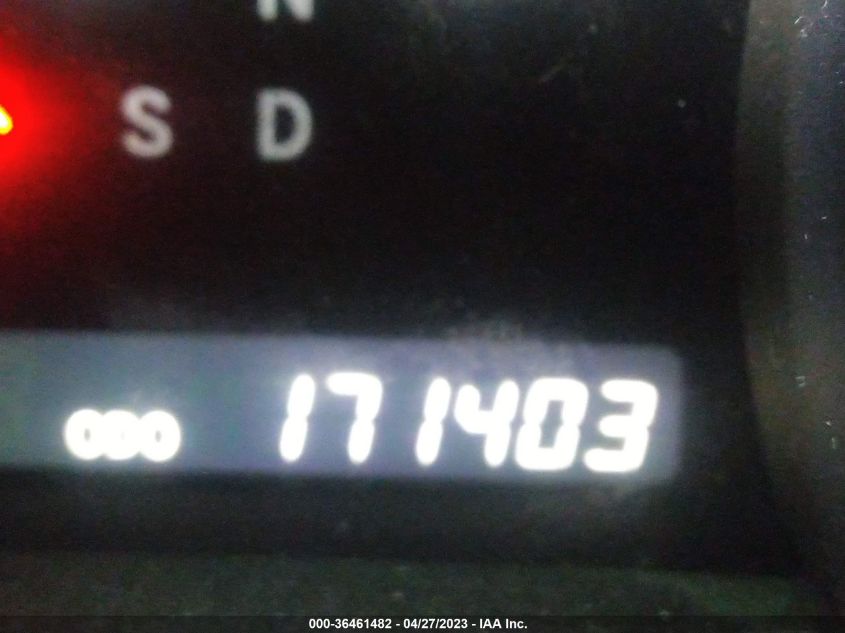 N
S D
000 171403
000-36461482 - 04/27/2023 - IAA Inc.